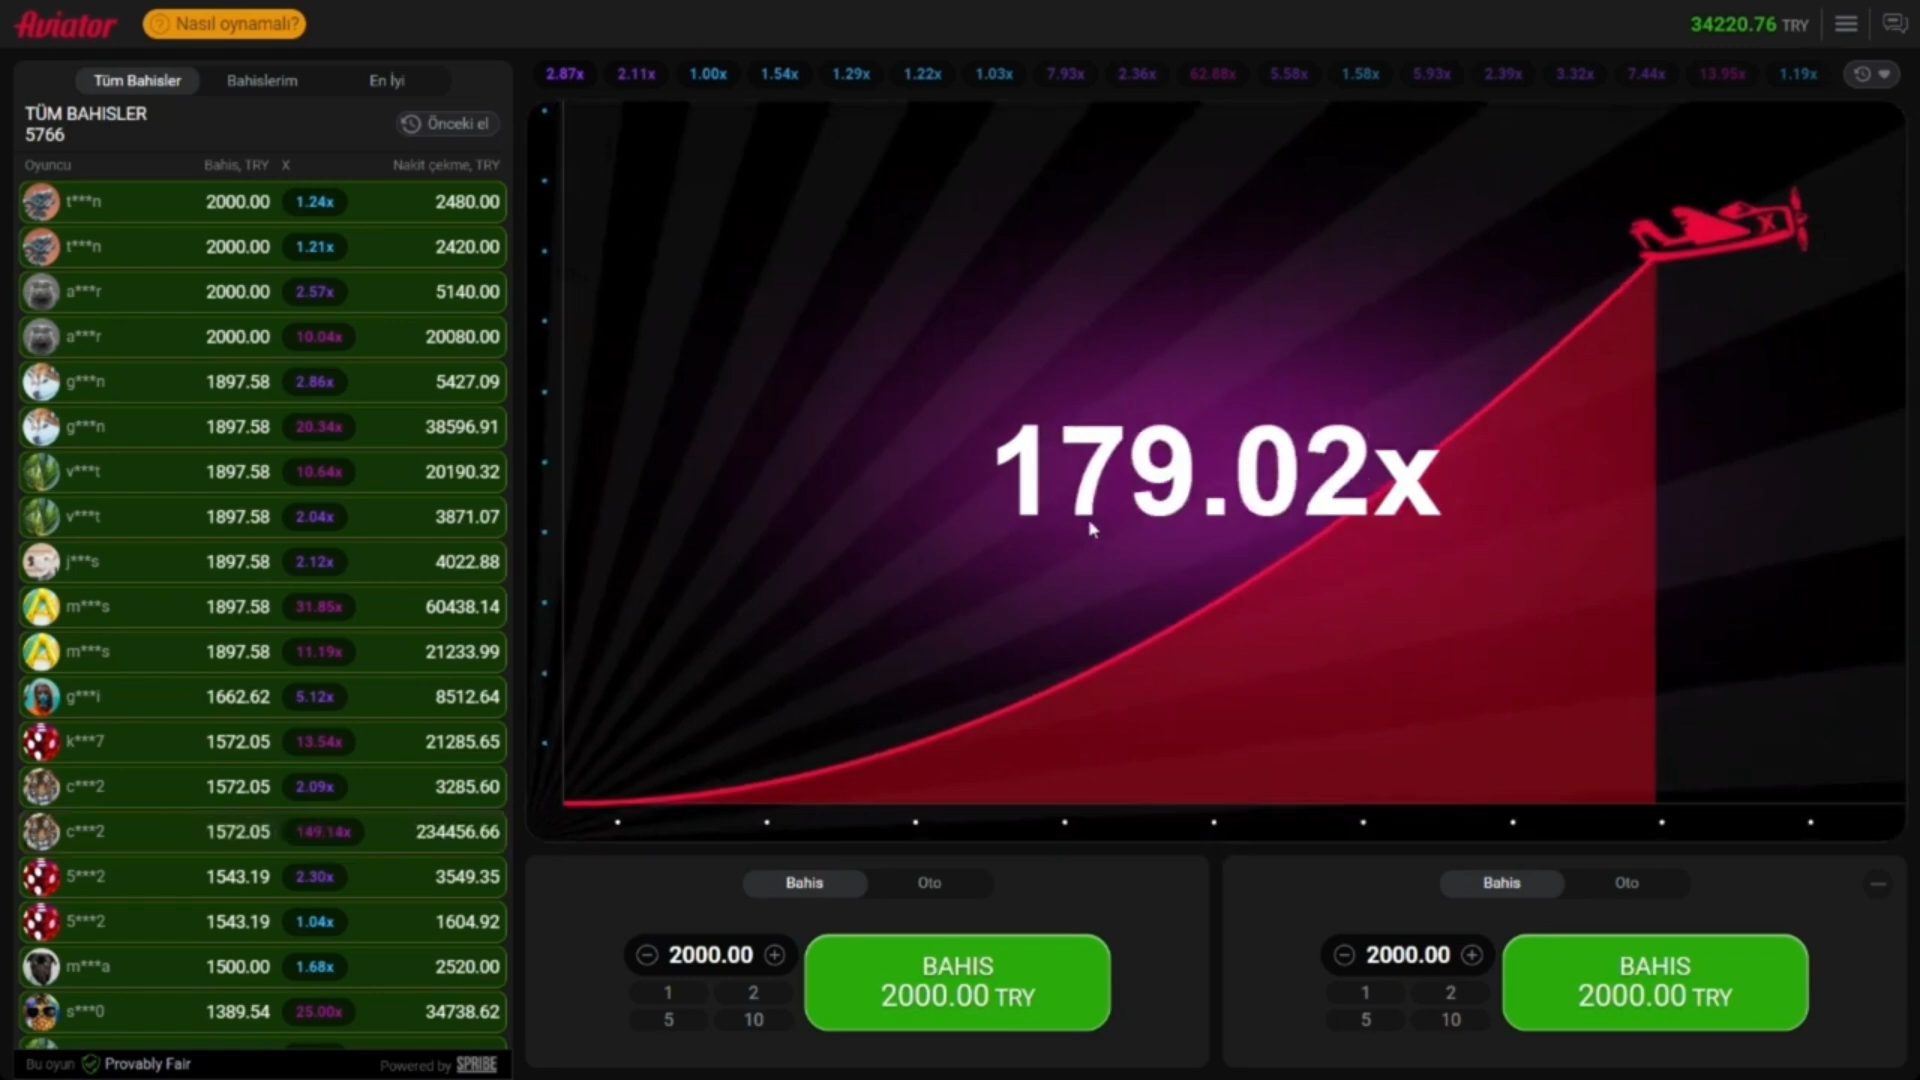 Aviator
? Nasıl oynamalı?
34220.76 TRY
Tüm Bahisler Bahislerim En İyi
TÜM BAHISLER
5766
Önceki el
Oyuncu Bahis, TRY X Nakit çekme, TRY
t***n 2000.00 1.24x 2480.00
t***n 2000.00 1.21x 2420.00
a***r 2000.00 2.57x 5140.00
a***r 2000.00 10.04x 20080.00
g***n 1897.58 2.86x 5427.09
g***n 1897.58 20.34x 38596.91
v***t 1897.58 10.64x 20190.32
v***t 1897.58 2.04x 3871.07
j***s 1897.58 2.12x 4022.88
m***s 1897.58 31.85x 60438.14
m***s 1897.58 11.19x 21233.99
g***i 1662.62 5.12x 8512.64
k***7 1572.05 13.54x 21285.65
c***2 1572.05 2.09x 3285.60
c***2 1572.05 149.14x 234456.66
5***2 1543.19 2.30x 3549.35
5***2 1543.19 1.04x 1604.92
m***a 1500.00 1.68x 2520.00
s***0 1389.54 25.00x 34738.62
Bu oyun Provably Fair Powered by SPRIBE
2.87x 2.11x 1.00x 1.54x 1.29x 1.22x 1.03x 7.93x 2.36x 62.88x 5.58x 1.58x 5.93x 2.39x 3.32x 7.44x 13.95x 1.19x
179.02x
Bahis Oto
2000.00
1 2
5 10
BAHIS
2000.00 TRY
Bahis Oto
2000.00
1 2
5 10
BAHIS
2000.00 TRY